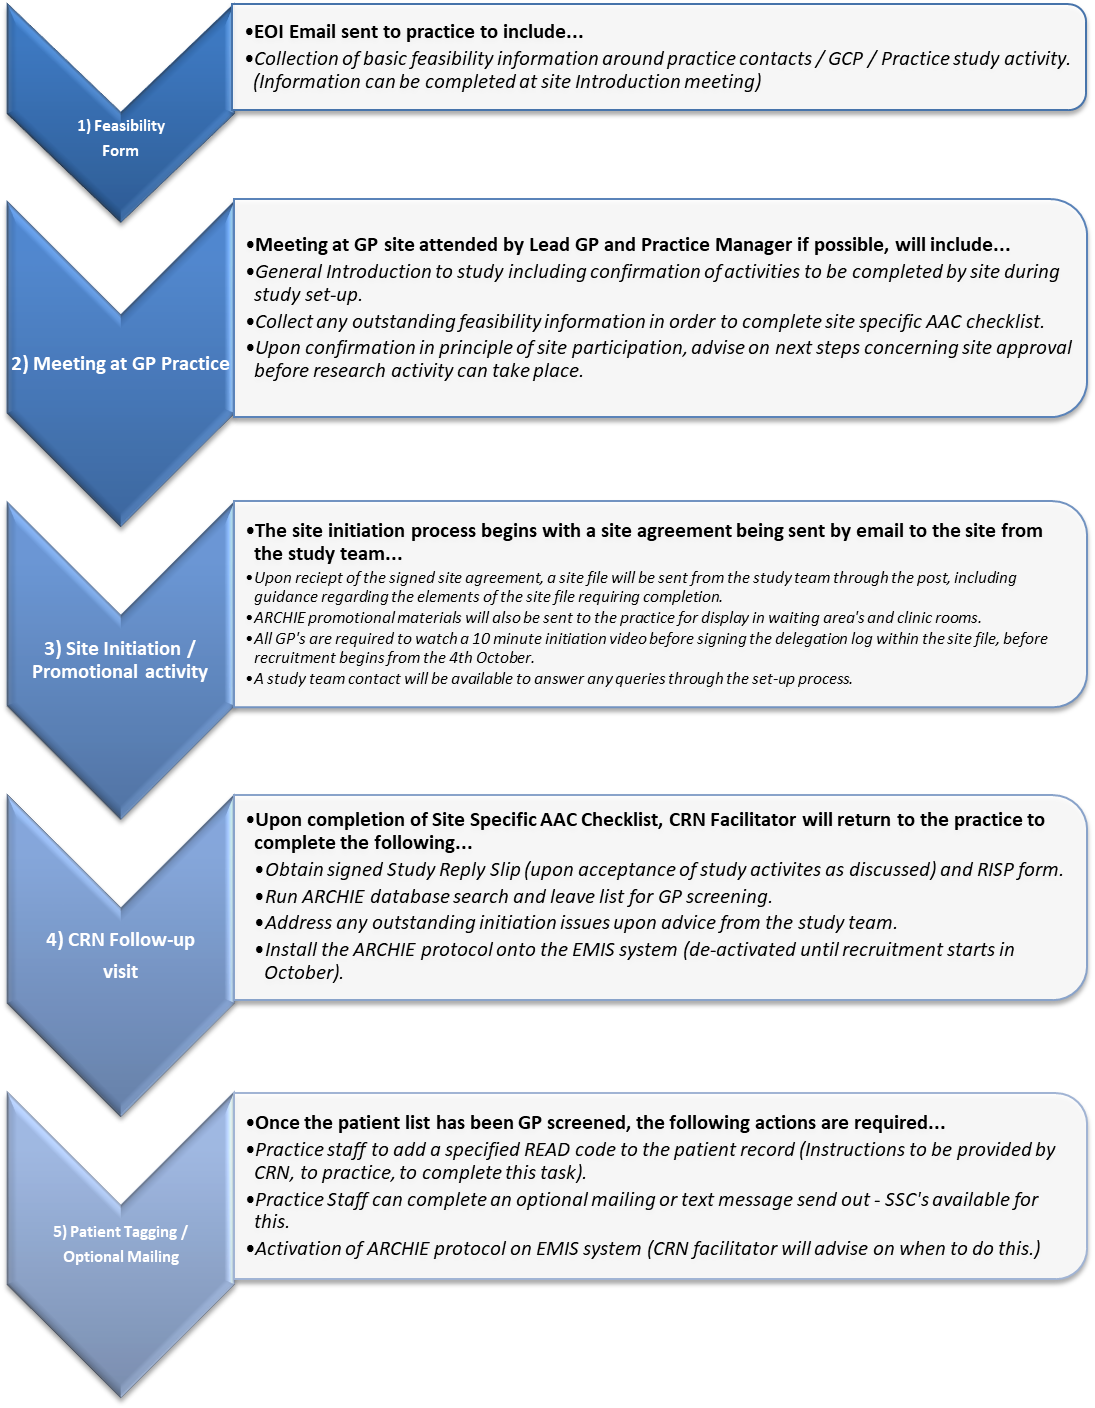 1) Feasibility
Form
•EOI Email sent to practice to include...
•Collection of basic feasibility information around practice contacts / GCP / Practice study activity.
(Information can be completed at site Introduction meeting)
2) Meeting at GP Practice
•Meeting at GP site attended by Lead GP and Practice Manager if possible, will include...
•General Introduction to study including confirmation of activities to be completed by site during
study set-up.
•Collect any outstanding feasibility information in order to complete site specific AAC checklist.
•Upon confirmation in principle of site participation, advise on next steps concerning site approval
before research activity can take place.
3) Site Initiation /
Promotional activity
•The site initiation process begins with a site agreement being sent by email to the site from
the study team...
•Upon reciept of the signed site agreement, a site file will be sent from the study team through the post, including
guidance regarding the elements of the site file requiring completion.
•ARCHIE promotional materials will also be sent to the practice for display in waiting area's and clinic rooms.
•All GP's are required to watch a 10 minute initiation video before signing the delegation log within the site file, before
recruitment begins from the 4th October.
•A study team contact will be available to answer any queries through the set-up process.
4) CRN Follow-up
visit
•Upon completion of Site Specific AAC Checklist, CRN Facilitator will return to the practice to
complete the following...
•Obtain signed Study Reply Slip (upon acceptance of study activites as discussed) and RISP form.
•Run ARCHIE database search and leave list for GP screening.
•Address any outstanding initiation issues upon advice from the study team.
•Install the ARCHIE protocol onto the EMIS system (de-activated until recruitment starts in
October).
5) Patient Tagging /
Optional Mailing
•Once the patient list has been GP screened, the following actions are required...
•Practice staff to add a specified READ code to the patient record (Instructions to be provided by
CRN, to practice, to complete this task).
•Practice Staff can complete an optional mailing or text message send out - SSC's available for
this.
•Activation of ARCHIE protocol on EMIS system (CRN facilitator will advise on when to do this.)